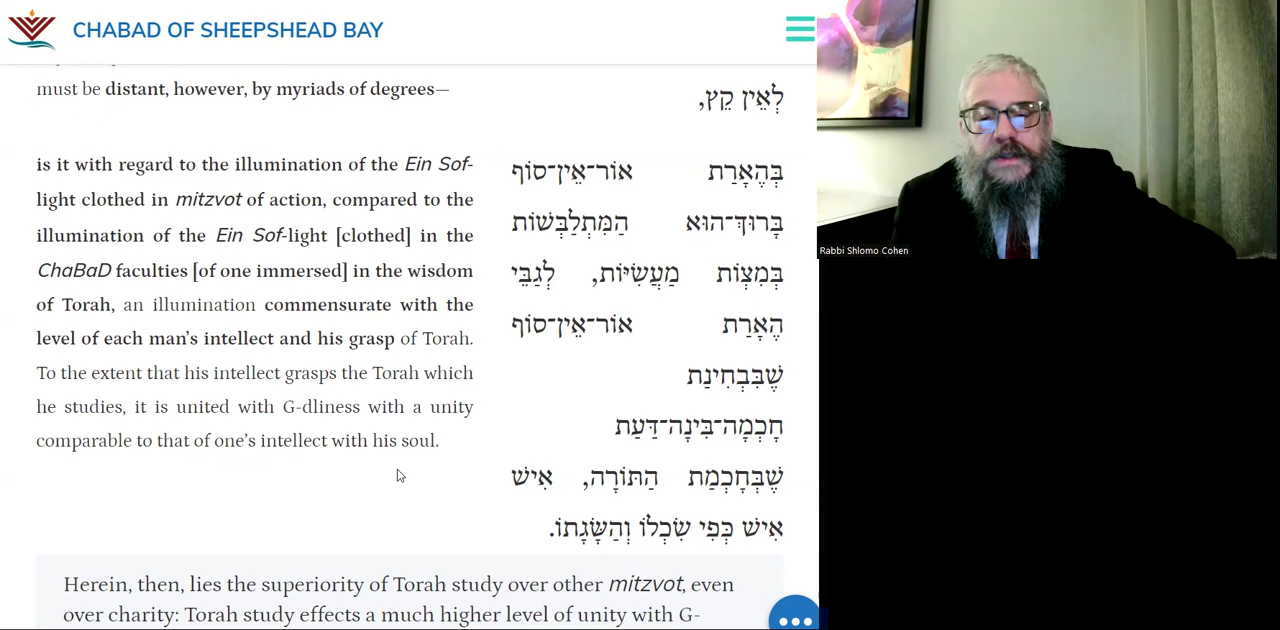 CHABAD OF SHEEPSHEAD BAY
must be distant, however, by myriads of degrees—
לְאֵין קֵץ,
is it with regard to the illumination of the Ein Sof-
light clothed in mitzvot of action, compared to the
illumination of the Ein Sof-light [clothed] in the
ChaBaD faculties [of one immersed] in the wisdom
of Torah, an illumination commensurate with the
level of each man’s intellect and his grasp of Torah.
To the extent that his intellect grasps the Torah which
he studies, it is united with G-dliness with a unity
comparable to that of one’s intellect with his soul.
בְּהֶאָרַת אוֹר־אֵין־סוֹף
בָּרוּךְ־הוּא הַמִּתְלַבְּשׁוֹת
בְּמִצְוֹת מַעֲשִׂיּוֹת, לְגַבֵּי
הֶאָרַת אוֹר־אֵין־סוֹף
שֶׁבִּבְחִינַת
חָכְמָה־בִּינָה־דַּעַת
שֶׁבְּחָכְמַת הַתּוֹרָה, אִישׁ
אִישׁ כְּפִי שִׂכְלוֹ וְהַשָּׂגָתוֹ.
Herein, then, lies the superiority of Torah study over other mitzvot, even
over charity: Torah study effects a much higher level of unity with G-
Rabbi Shlomo Cohen